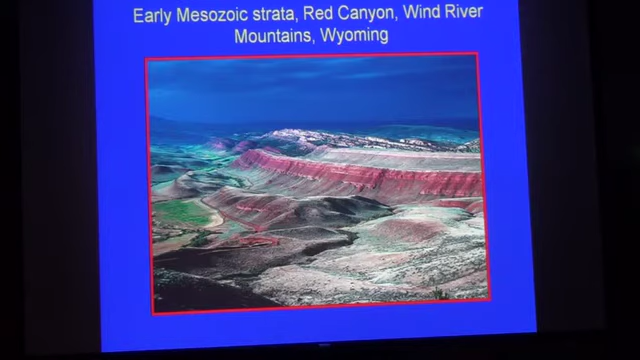 Early Mesozoic strata, Red Canyon, Wind River
Mountains, Wyoming